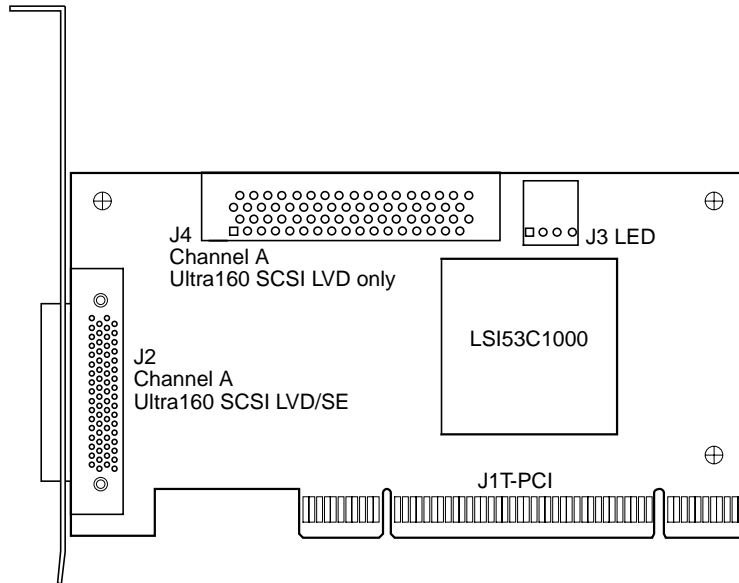 J4
Channel A
Ultra160 SCSI LVD only
J3 LED
LSI53C1000
J2
Channel A
Ultra160 SCSI LVD/SE
J1T-PCI